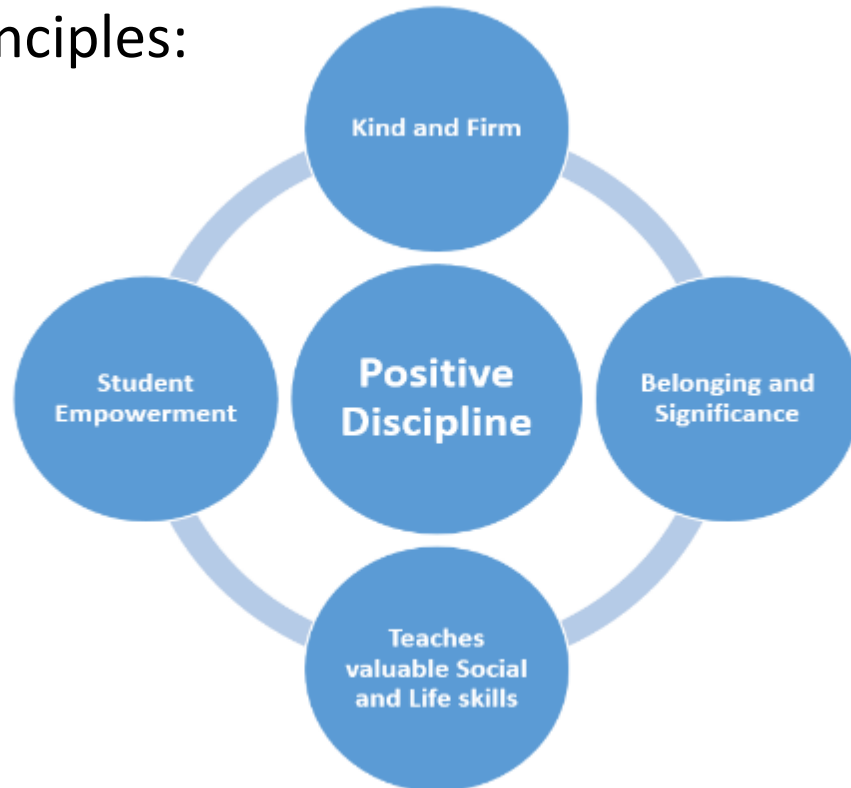 nciples:
Kind and Firm
Student
Empowerment
Positive
Discipline
Belonging and
Significance
Teaches
valuable Social
and Life skills